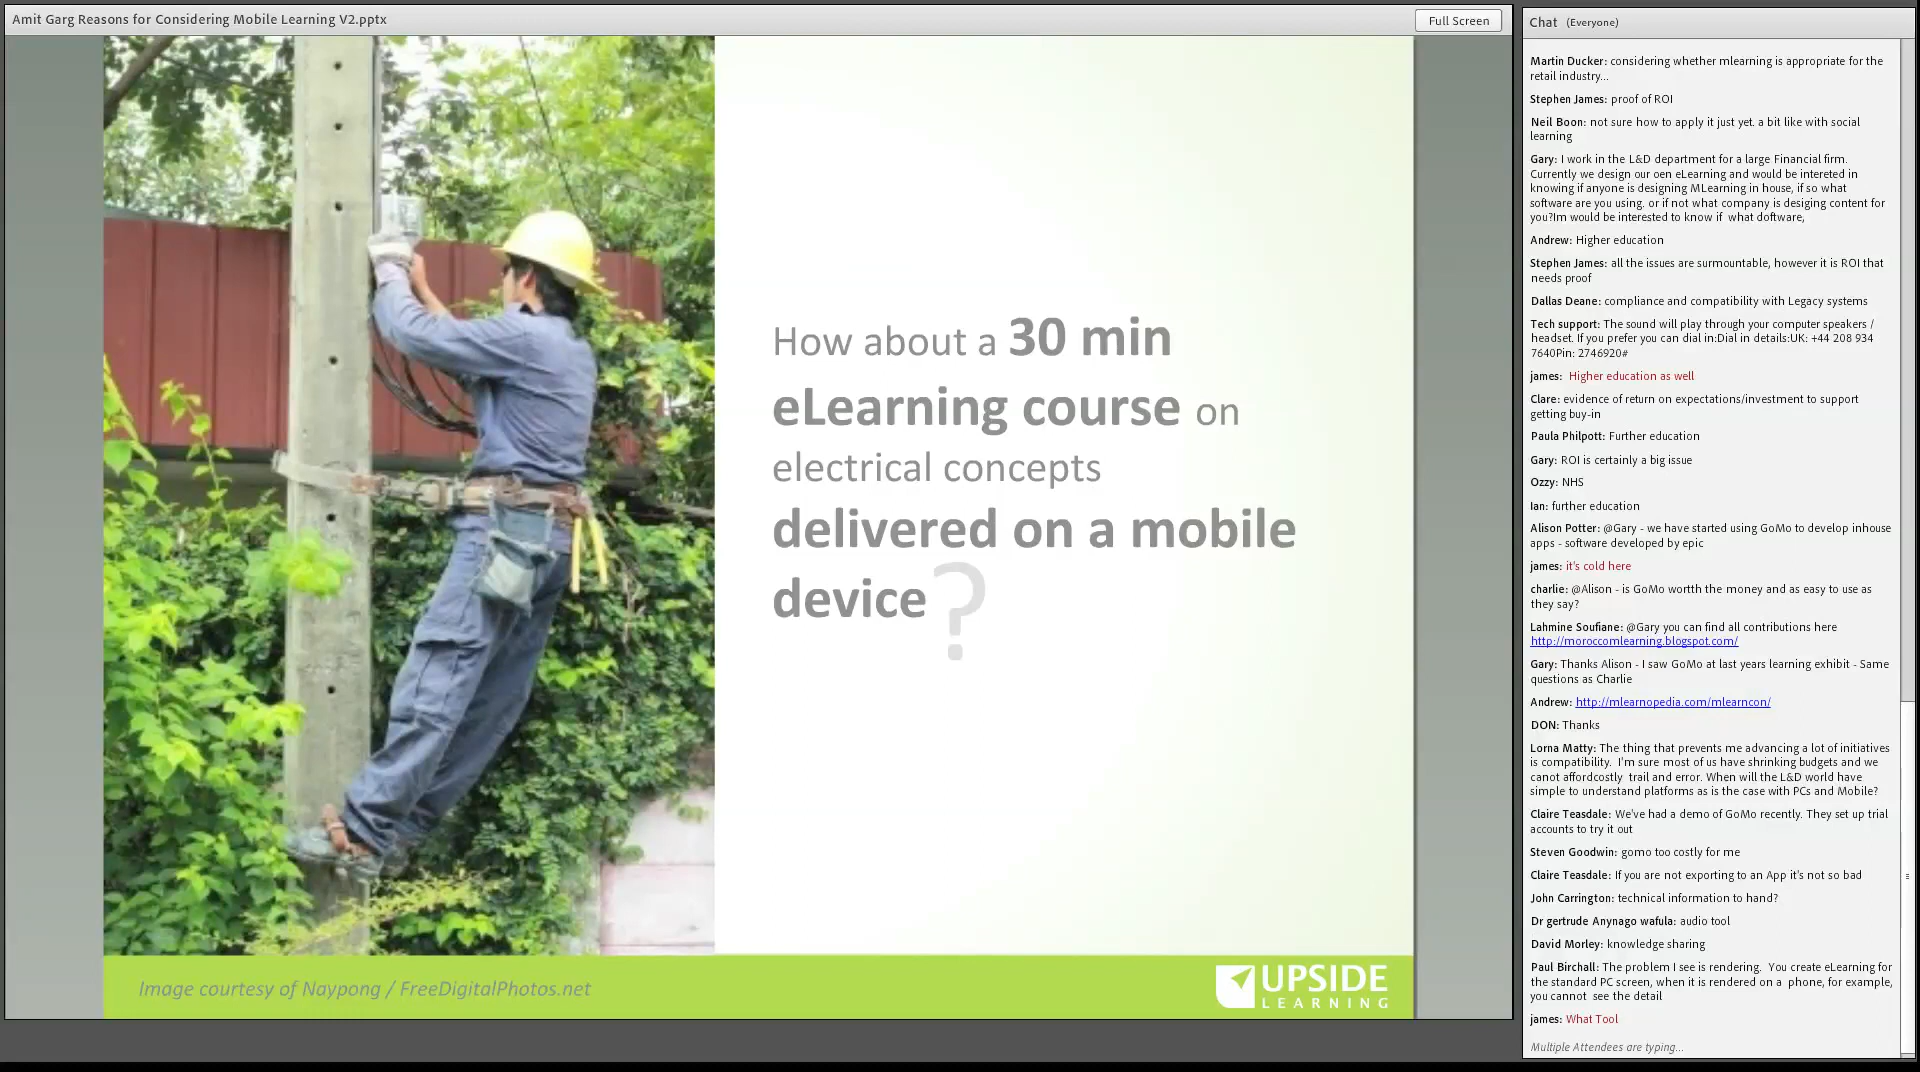 Amit Garg Reasons for Considering Mobile Learning V2.pptx
Full Screen
How about a 30 min
eLearning course on
electrical concepts
delivered on a mobile
device?
Image courtesy of Naypong / FreeDigitalPhotos.net
UPSIDE
LEARNING
Chat (Everyone)
Martin Ducker: considering whether mlearning is appropriate for the
retail industry...
Stephen James: proof of ROI
Neil Boon: not sure how to apply it just yet. a bit like with social
learning
Gary: I work in the L&D department for a large Financial firm.
Currently we design our oen eLearning and would be intereted in
knowing if anyone is designing MLearning in house, if so what
software are you using. or if not what company is desiging content for
you?Im would be interested to know if what doftware,
Andrew: Higher education
Stephen James: all the issues are surmountable, however it is ROI that
needs proof
Dallas Deane: compliance and compatibility with Legacy systems
Tech support: The sound will play through your computer speakers /
headset. If you prefer you can dial in:Dial in details:UK: +44 208 934
7640Pin: 2746920#
james: Higher education as well
Clare: evidence of return on expectations/investment to support
getting buy-in
Paula Philpott: Further education
Gary: ROI is certainly a big issue
Ozzy: NHS
Ian: further education
Alison Potter: @Gary - we have started using GoMo to develop inhouse
apps - software developed by epic
james: it's cold here
charlie: @Alison - is GoMo wortth the money and as easy to use as
they say?
Lahmine Soufiane: @Gary you can find all contributions here
http://moroccomlearning.blogspot.com/
Gary: Thanks Alison - I saw GoMo at last years learning exhibit - Same
questions as Charlie
Andrew: http://mlearnopedia.com/mlearncon/
DON: Thanks
Lorna Matty: The thing that prevents me advancing a lot of initiatives
is compatibility. I'm sure most of us have shrinking budgets and we
canot affordcostly trail and error. When will the L&D world have
simple to understand platforms as is the case with PCs and Mobile?
Claire Teasdale: We've had a demo of GoMo recently. They set up trial
accounts to try it out
Steven Goodwin: gomo too costly for me
Claire Teasdale: If you are not exporting to an App it's not so bad
John Carrington: technical information to hand?
Dr gertrude Anynago wafula: audio tool
David Morley: knowledge sharing
Paul Birchall: The problem I see is rendering. You create eLearning for
the standard PC screen, when it is rendered on a phone, for example,
you cannot see the detail
james: What Tool
Multiple Attendees are typing...